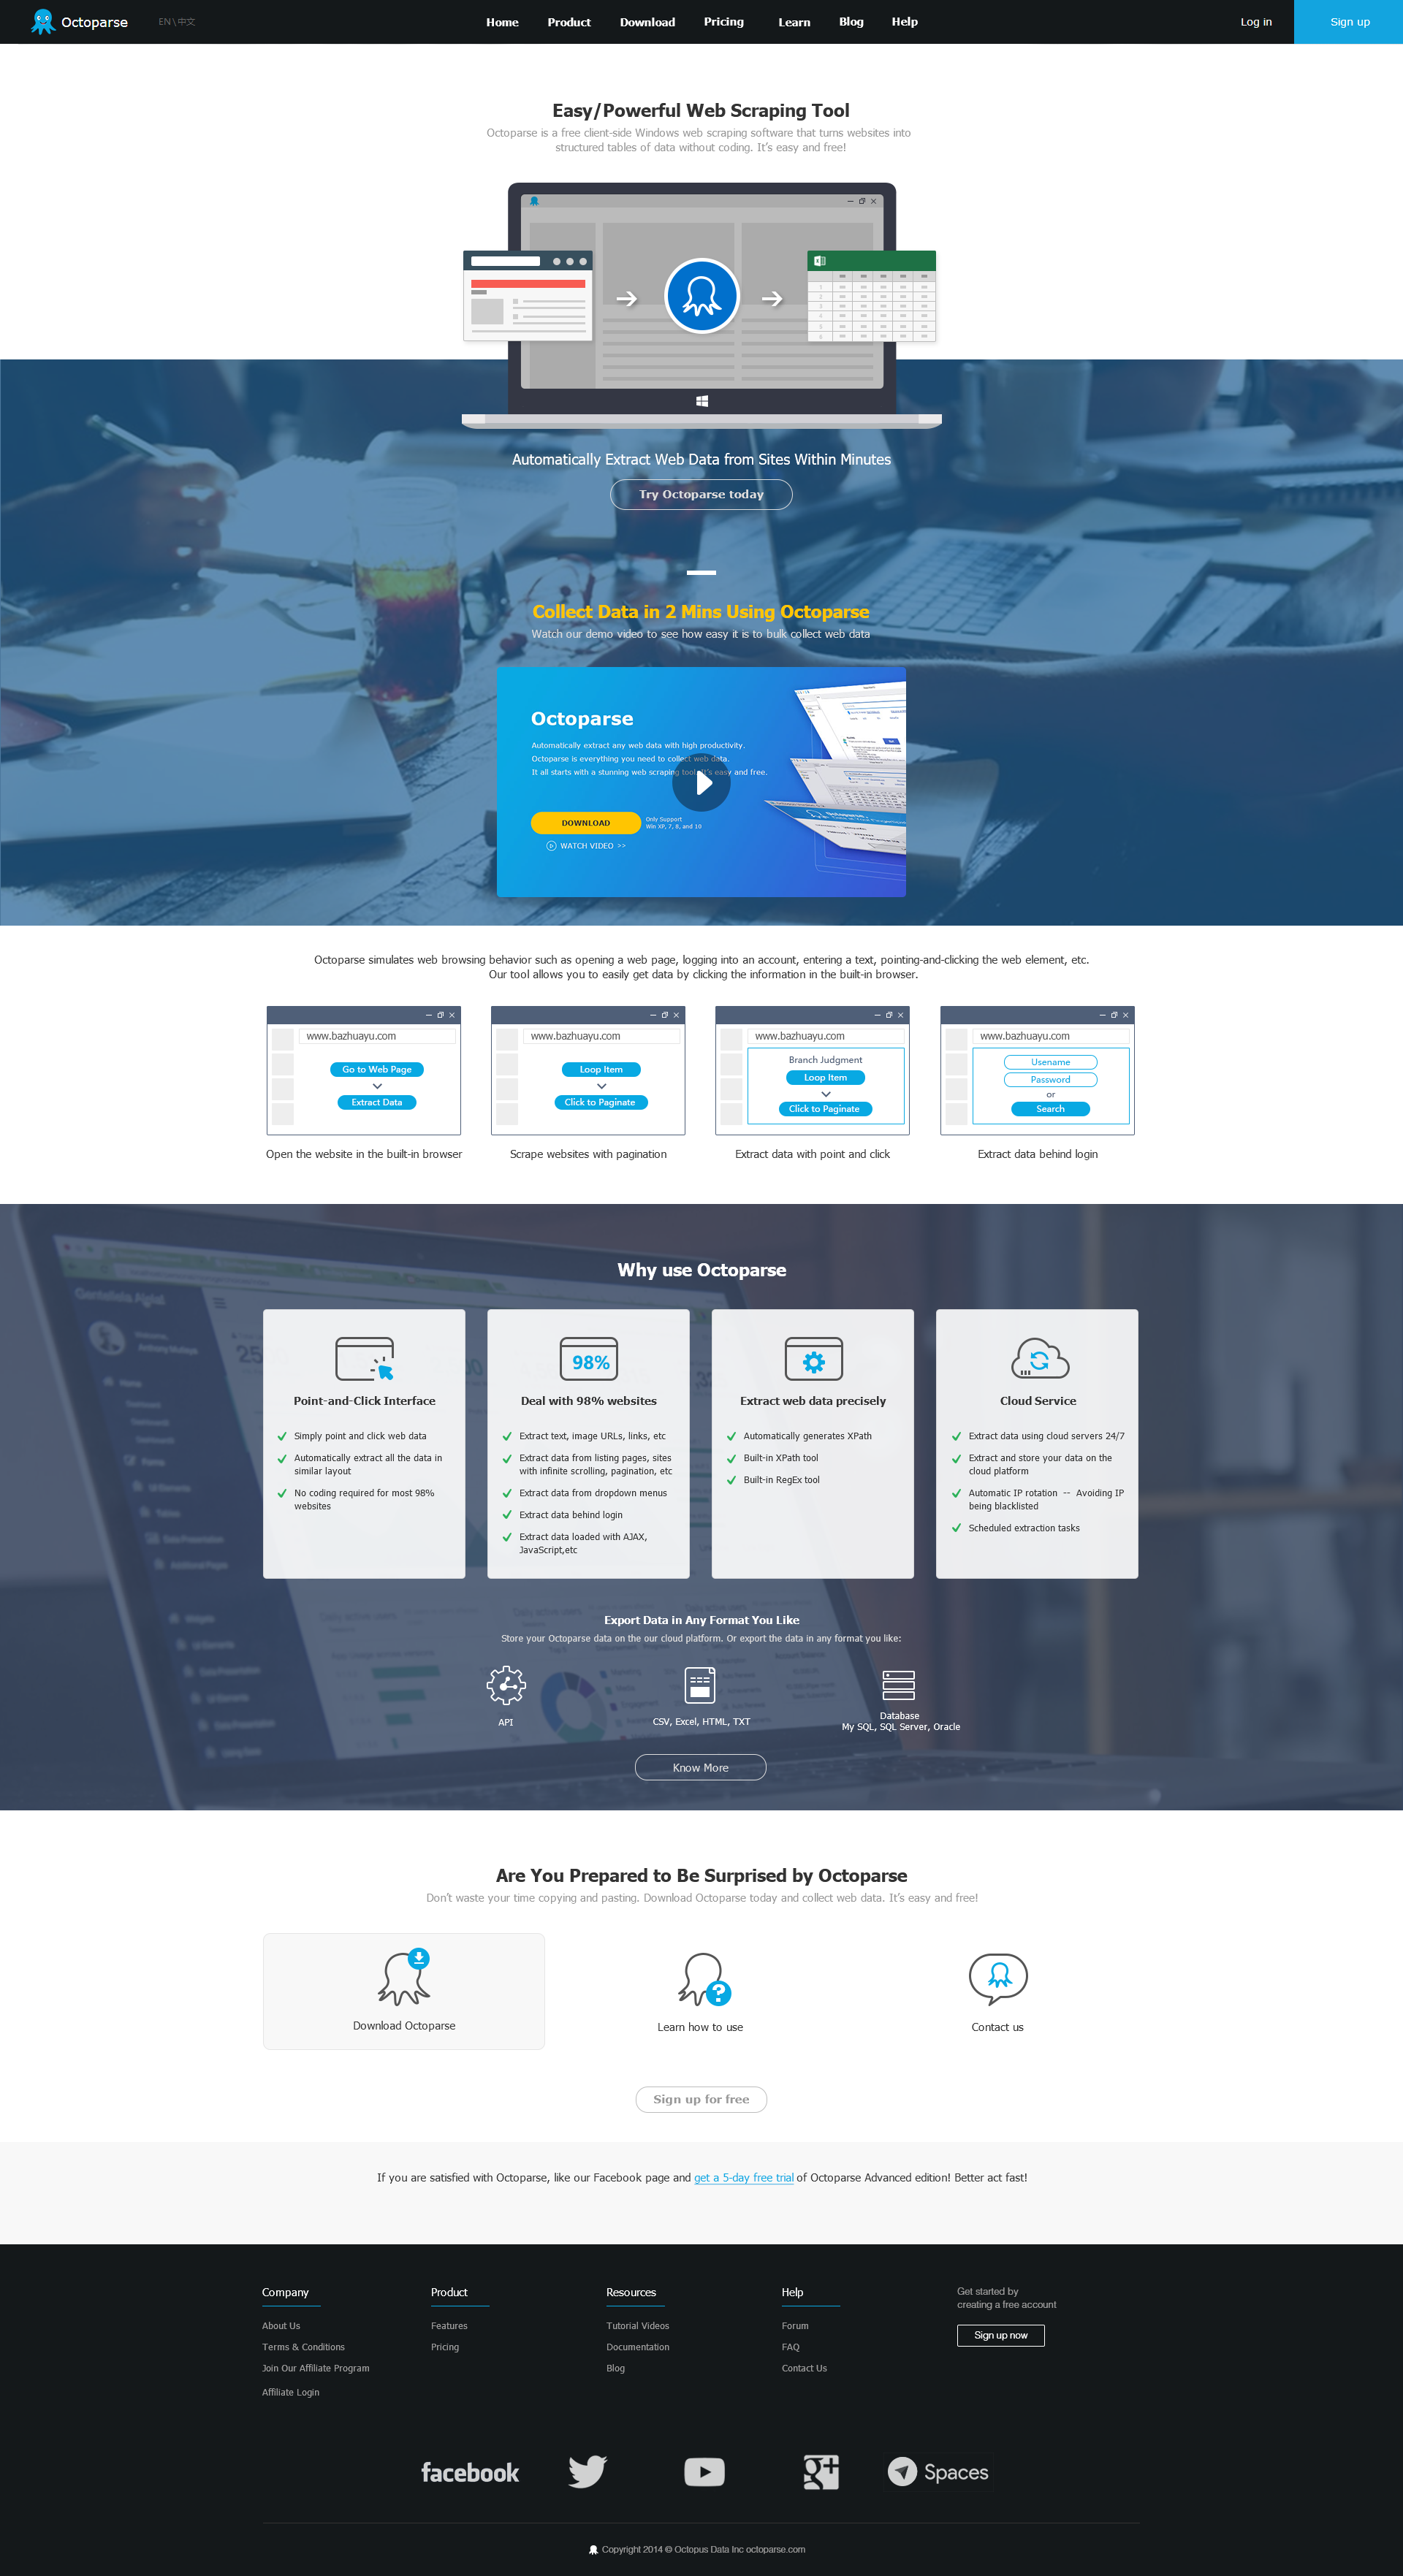 Octoparse
EN \ 中文
Home
Product
Download
Pricing
Learn
Blog
Help
Log in
Sign up
Easy/Powerful Web Scraping Tool
Octoparse is a free client-side Windows web scraping software that turns websites into
structured tables of data without coding. It's easy and free!
Automatically Extract Web Data from Sites Within Minutes
Try Octoparse today
Collect Data in 2 Mins Using Octoparse
Watch our demo video to see how easy it is to bulk collect web data
Octoparse
Automatically extract any web data with high productivity.
Octoparse is everything you need to collect web data.
It all starts with a stunning web scraping tool. It's easy and free.
DOWNLOAD
Only Support
Win XP, 7, 8, and 10
WATCH VIDEO >>
Octoparse simulates web browsing behavior such as opening a web page, logging into an account, entering a text, pointing-and-clicking the web element, etc.
Our tool allows you to easily get data by clicking the information in the built-in browser.
www.bazhuayu.com
Go to Web Page
Extract Data
Open the website in the built-in browser
www.bazhuayu.com
Loop Item
Click to Paginate
Scrape websites with pagination
www.bazhuayu.com
Branch Judgment
Loop Item
Click to Paginate
Extract data with point and click
www.bazhuayu.com
Usename
Password
or
Search
Extract data behind login
Why use Octoparse
Point-and-Click Interface
Simply point and click web data
Automatically extract all the data in
similar layout
No coding required for most 98%
websites
98%
Deal with 98% websites
Extract text, image URLs, links, etc
Extract data from listing pages, sites
with infinite scrolling, pagination, etc
Extract data from dropdown menus
Extract data behind login
Extract data loaded with AJAX,
JavaScript,etc
Extract web data precisely
Automatically generates XPath
Built-in XPath tool
Built-in RegEx tool
Cloud Service
Extract data using cloud servers 24/7
Extract and store your data on the
cloud platform
Automatic IP rotation -- Avoiding IP
being blacklisted
Scheduled extraction tasks
Export Data in Any Format You Like
Store your Octoparse data on the our cloud platform. Or export the data in any format you like:
API
CSV, Excel, HTML, TXT
Database
My SQL, SQL Server, Oracle
Know More
Are You Prepared to Be Surprised by Octoparse
Don't waste your time copying and pasting. Download Octoparse today and collect web data. It's easy and free!
Download Octoparse
Learn how to use
Contact us
Sign up for free
If you are satisfied with Octoparse, like our Facebook page and get a 5-day free trial of Octoparse Advanced edition! Better act fast!
Company
About Us
Terms & Conditions
Join Our Affiliate Program
Affiliate Login
Product
Features
Pricing
Resources
Tutorial Videos
Documentation
Blog
Help
Forum
FAQ
Contact Us
Get started by
creating a free account
Sign up now
facebook
g+
Spaces
Copyright 2014 © Octopus Data Inc octoparse.com